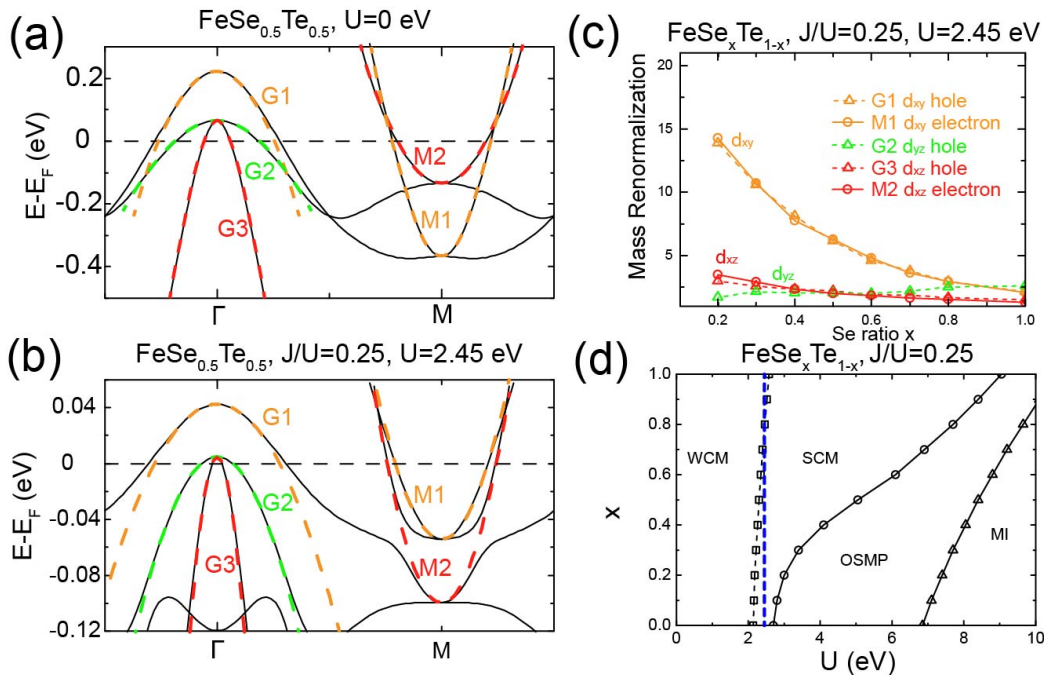 (a)
FeSe0.5Te0.5, U=0 eV
E-EF (eV)
0.2
0
-0.2
-0.4
G1
G2
G3
M2
M1
Γ
M
(b)
FeSe0.5Te0.5, J/U=0.25, U=2.45 eV
E-EF (eV)
0.04
0
-0.04
-0.08
-0.12
G1
G2
G3
M1
M2
Γ
M
(c)
FeSexTe1-x, J/U=0.25, U=2.45 eV
Mass Renormalization
20
15
10
5
G1 dxy hole
M1 dxy electron
G2 dyz hole
G3 dxz hole
M2 dxz electron
dxy
dxz
dyz
0.2 0.4 0.6 0.8 1.0
Se ratio x
(d)
FeSexTe1-x, J/U=0.25
x
1.0
0.8
0.6
0.4
0.2
0.0
WCM
SCM
OSMP
MI
0 2 4 6 8 10
U (eV)